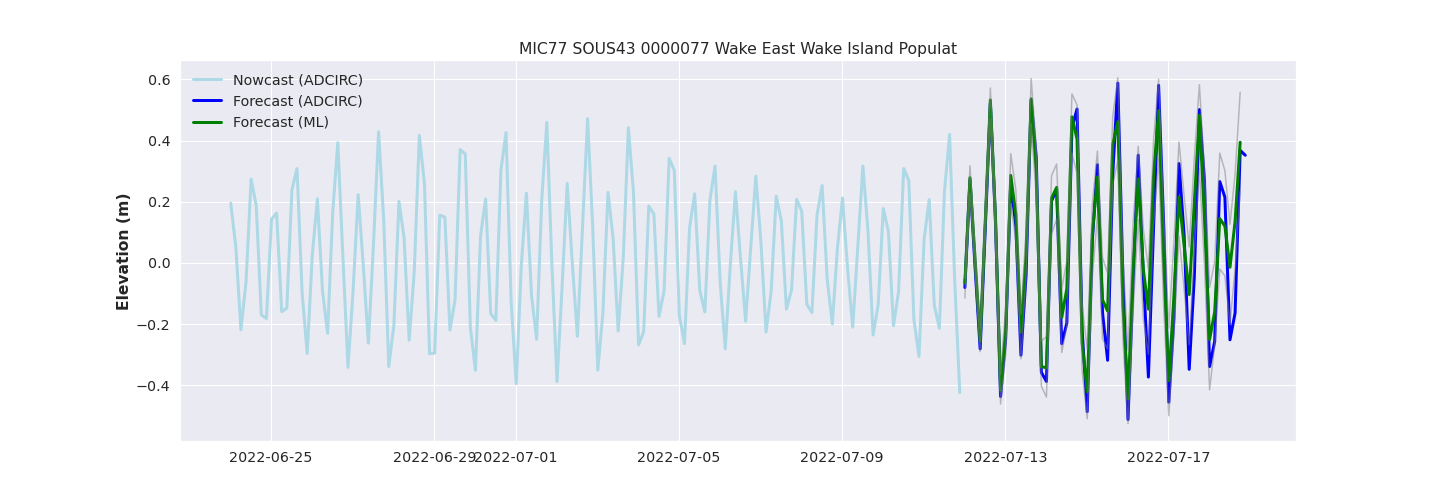 MIC77 SOUS43 0000077 Wake East Wake Island Populat
Nowcast (ADCIRC)
Forecast (ADCIRC)
Forecast (ML)
Elevation (m)
0.6
0.4
0.2
0.0
−0.2
−0.4
2022-06-25
2022-06-29
2022-07-01
2022-07-05
2022-07-09
2022-07-13
2022-07-17